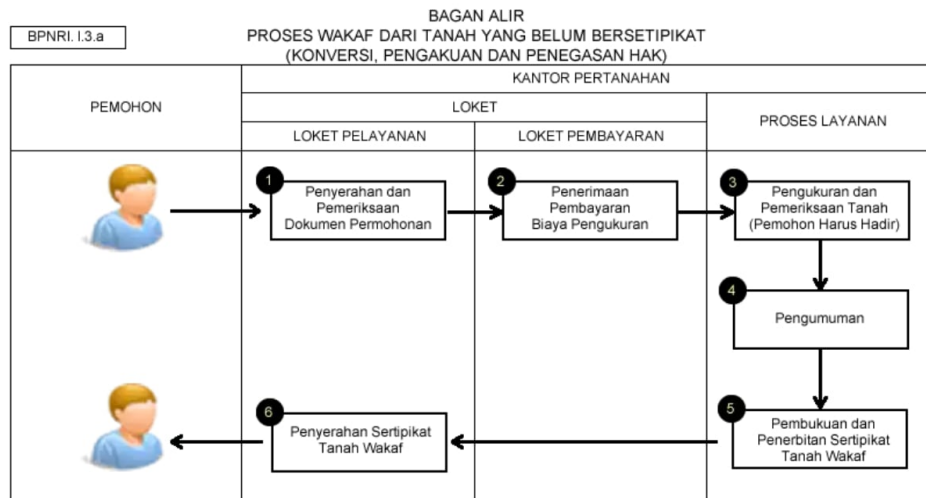 BAGAN ALIR
BPNRI. I.3.a
PROSES WAKAF DARI TANAH YANG BELUM BERSETIPIKAT
(KONVERSI, PENGAKUAN DAN PENEGASAN HAK)
PEMOHON
KANTOR PERTANAHAN
LOKET
PROSES LAYANAN
LOKET PELAYANAN
LOKET PEMBAYARAN
1
Penyerahan dan
Pemeriksaan
Dokumen Permohonan
2
Penerimaan
Pembayaran
Biaya Pengukuran
3
Pengukuran dan
Pemeriksaan Tanah
(Pemohon Harus Hadir)
4
Pengumuman
5
Pembukuan dan
Penerbitan Sertipikat
Tanah Wakaf
6
Penyerahan Sertipikat
Tanah Wakaf